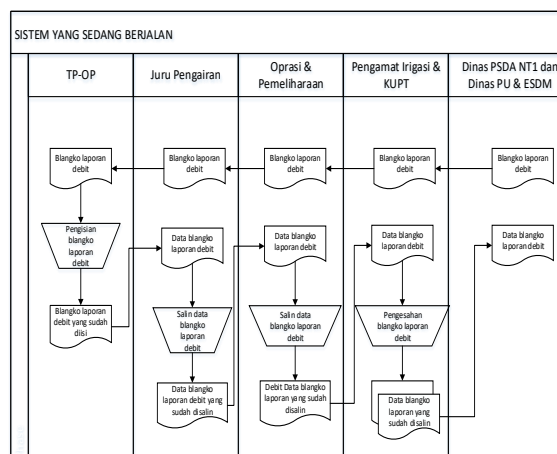 SISTEM YANG SEDANG BERJALAN
TP-OP
Juru Pengairan
Oprasi &
Pemeliharaan
Pengamat Irigasi &
KUPT
Dinas PSDA NT1 dan
Dinas PU & ESDM
Blangko laporan
debit
Blangko laporan
debit
Blangko laporan
debit
Blangko laporan
debit
Blangko laporan
debit
Pengisian
blangko
laporan
debit
Data blangko
laporan debit
Data blangko
laporan debit
Data blangko
laporan debit
Data blangko
laporan debit
Blangko laporan
debit yang sudah
diisi
Salin data
blangko laporan
debit
Salin data
blangko laporan
debit
Pengesahan
blangko laporan
debit
Data blangko
laporan debit yang
sudah disalin
Debit Data blangko
laporan yang sudah
disalin
Data blangko
laporan yang
sudah disalin